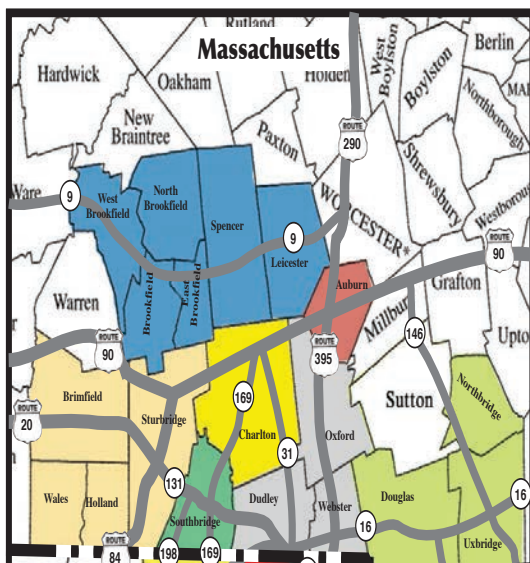 Rutland
Massachusetts
Hardwick
Oakham
Holden
West
Boylston
Boylston
Berlin
Northborough
New
Braintree
Paxton
ROUTE
290
Shrewsbury
Westboro
Ware
9
West
Brookfield
North
Brookfield
Spencer
9
Leicester
WORCESTER*
ROUTE
90
Warren
Brookfield
East
Brookfield
Auburn
Millbury
Grafton
Upto
146
ROUTE
90
ROUTE
395
Brimfield
Sturbridge
169
Charlton
31
Oxford
Sutton
Northbridge
ROUTE
20
131
Wales
Holland
Southbridge
Dudley
Webster
Douglas
16
16
Uxbridge
ROUTE
84
198
169